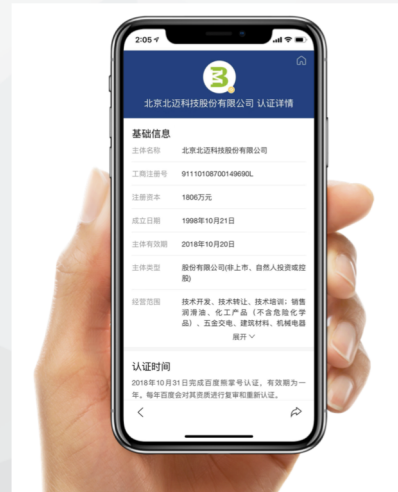 2:05
北京北迈科技股份有限公司 认证详情
基础信息
主体名称 北京北迈科技股份有限公司
工商注册号 91110108700149690L
注册资本 1806万元
成立日期 1998年10月21日
主体有效期 2018年10月20日
主体类型 股份有限公司(非上市、自然人投资或控
股)
经营范围 技术开发、技术转让、技术培训；销售
润滑油、化工产品（不含危险化学
品）、五金交电、建筑材料、机械电器
展开
认证时间
2018年10月31日完成百度熊掌号认证，有效期为一
年。每年百度会对其资质进行复审和重新认证。